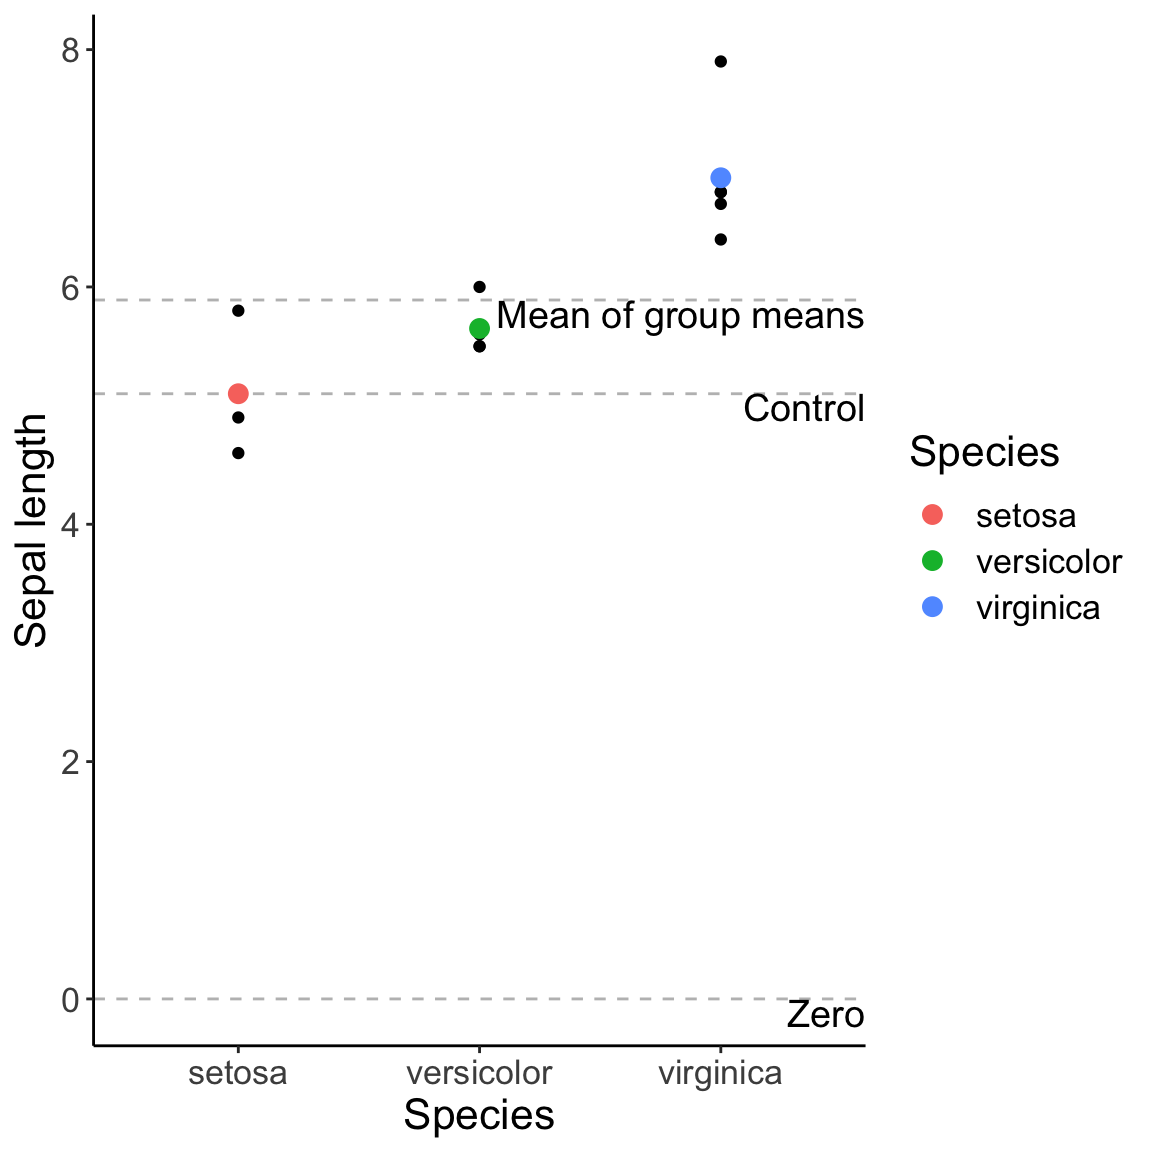 8
6
4
2
0
Sepal length
Mean of group means
Control
Zero
setosa
versicolor
virginica
Species
Species
setosa
versicolor
virginica